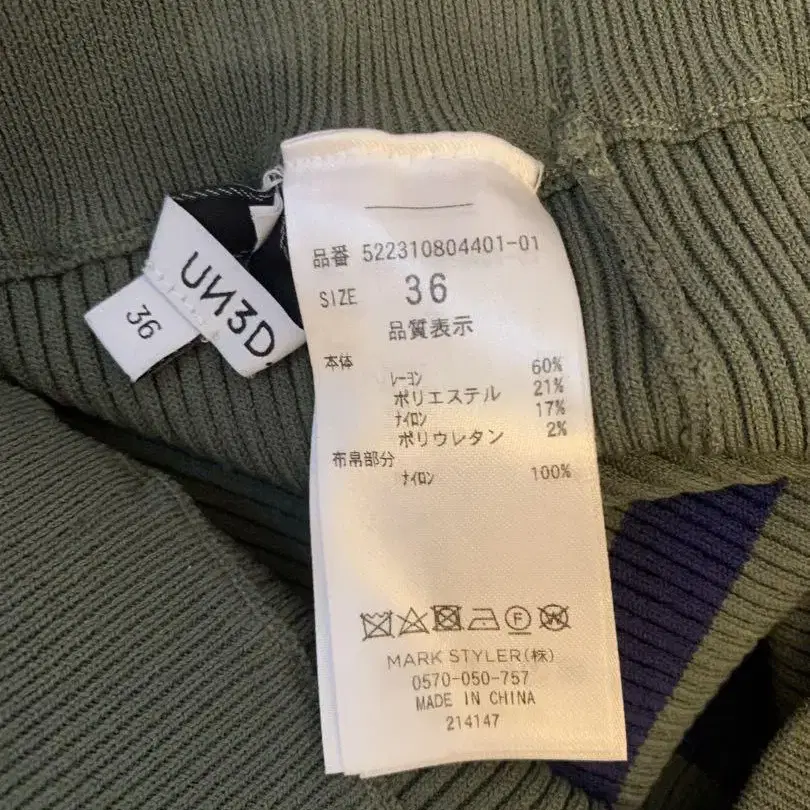 UN3D.
36
品番 522310804401-01
SIZE 36
品質表示
本体
レーヨン 60%
ポリエステル 21%
ナイロン 17%
ポリウレタン 2%
布帛部分
ナイロン 100%
F W
MARK STYLER(株)
0570-050-757
MADE IN CHINA
214147